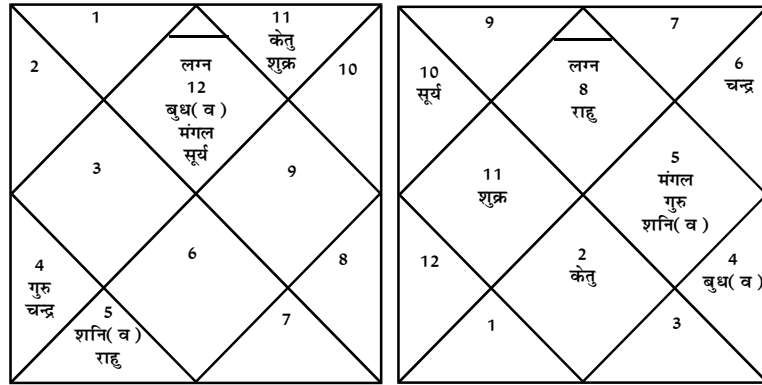 1
11
केतु
शुक्र
2
लग्न
12
बुध( व )
मंगल
सूर्य
10
3
9
4
गुरु
चन्द्र
6
8
5
शनि( व )
राहु
7
9
7
10
सूर्य
लग्न
8
राहु
6
चन्द्र
11
शुक्र
5
मंगल
गुरु
शनि( व )
12
2
केतु
4
बुध( व )
1
3